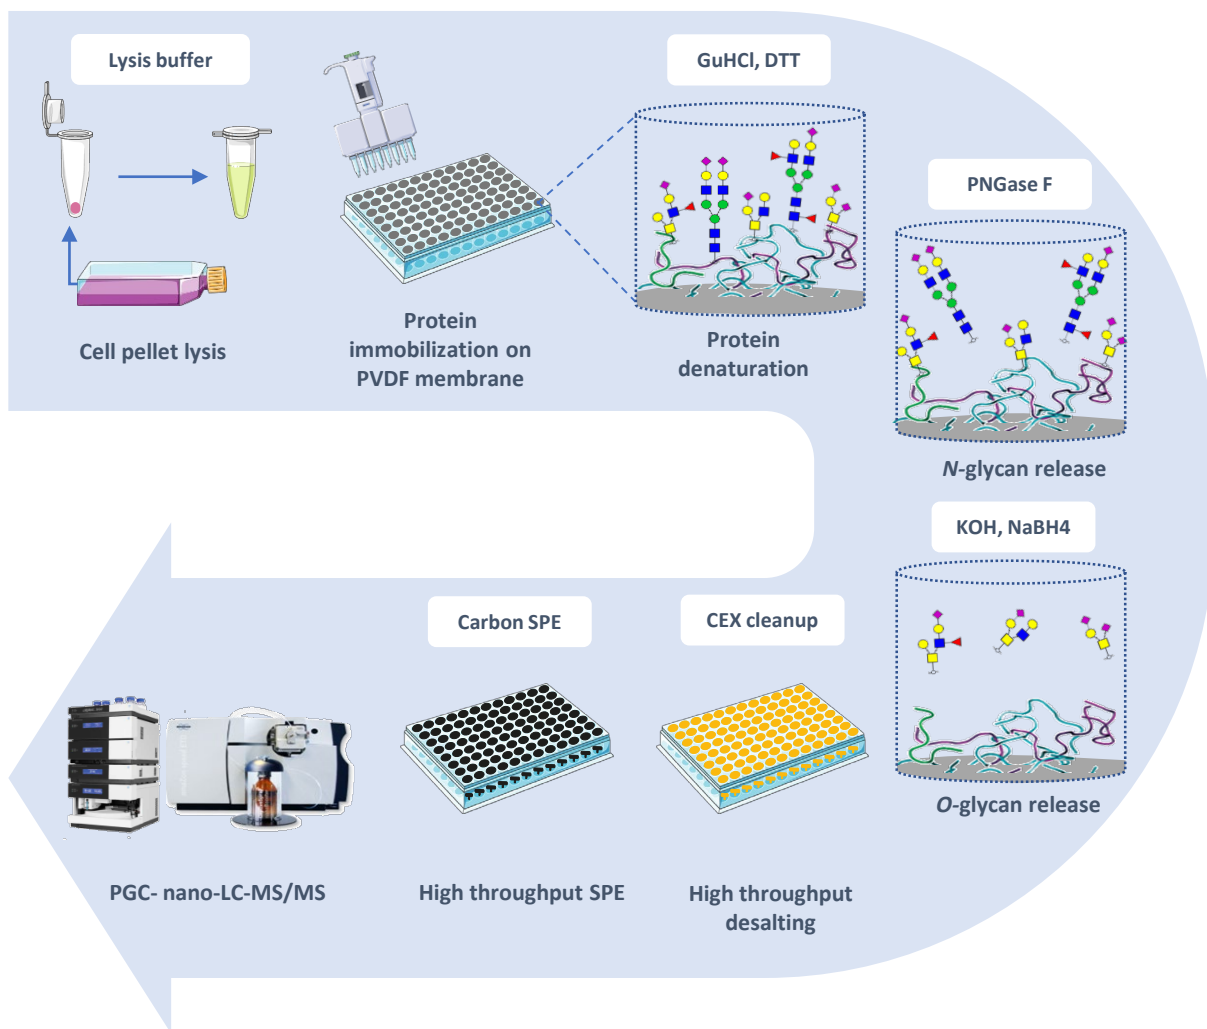 Lysis buffer
Cell pellet lysis
Protein
immobilization on
PVDF membrane
GuHCl, DTT
Protein
denaturation
PNGase F
N-glycan release
KOH, NaBH4
O-glycan release
CEX cleanup
High throughput
desalting
Carbon SPE
High throughput SPE
PGC- nano-LC-MS/MS